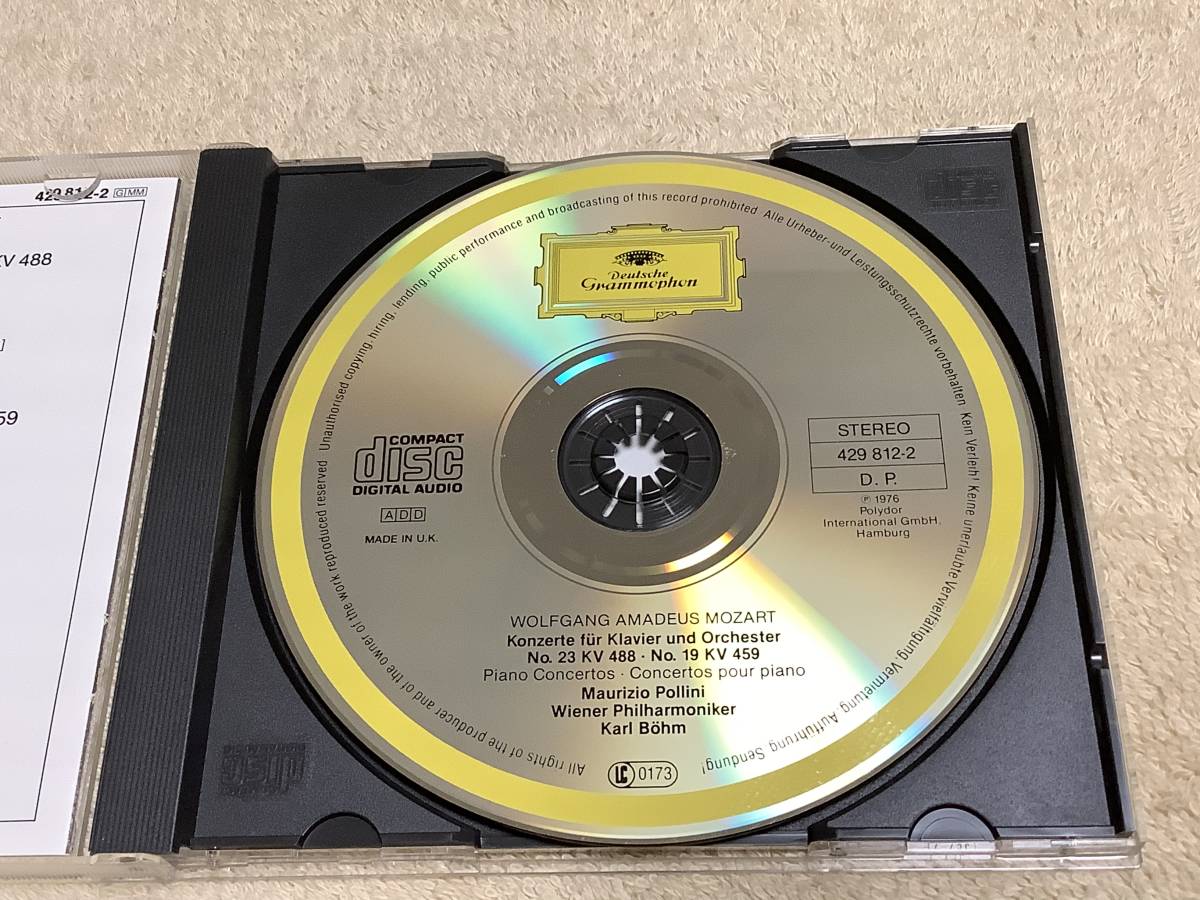 429 812-2 G MM
KV 488
]
59
Unauthorised copying, hiring, lending, public performance and broadcasting of this record prohibited
Alle Urheber- und Leistungsschutzrechte vorbehalten
Kein Verleih! Keine unerlaubte Vervielfältigung, Vermietung, Aufführung, Sendung!
All rights of the producer and of the owner of the work reproduced reserved
Deutsche
Grammophon
COMPACT
disc
DIGITAL AUDIO
ADD
MADE IN U.K.
STEREO
429 812-2
D. P.
℗ 1976
Polydor
International GmbH,
Hamburg
WOLFGANG AMADEUS MOZART
Konzerte für Klavier und Orchester
No. 23 KV 488 · No. 19 KV 459
Piano Concertos · Concertos pour piano
Maurizio Pollini
Wiener Philharmoniker
Karl Böhm
LC 0173
disc